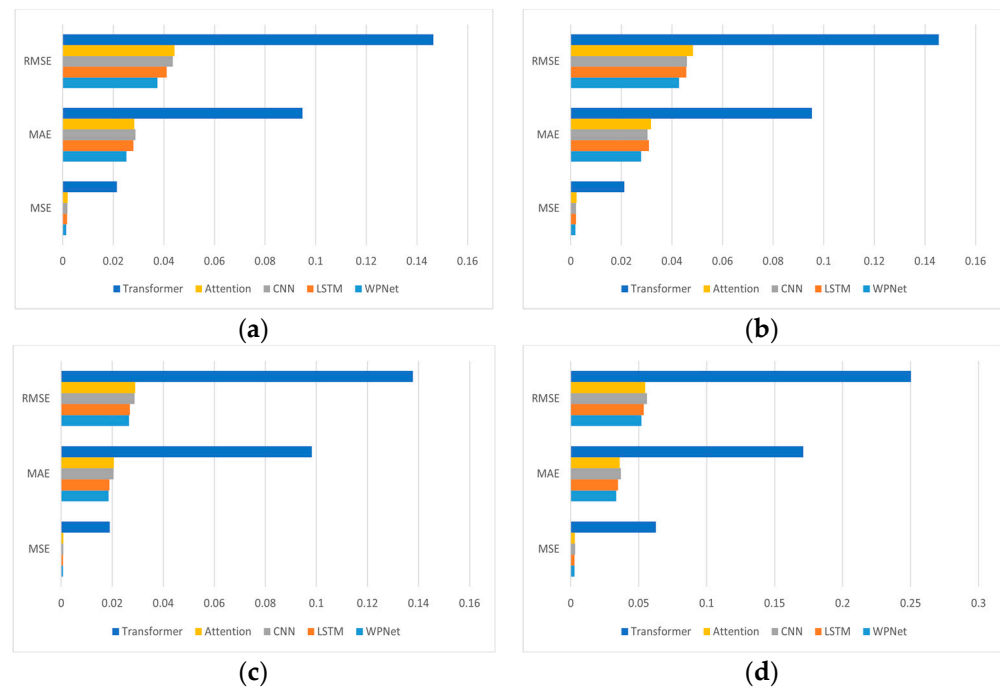 RMSE
MAE
MSE
0 0.02 0.04 0.06 0.08 0.1 0.12 0.14 0.16
Transformer Attention CNN LSTM WPNet
(a)
RMSE
MAE
MSE
0 0.02 0.04 0.06 0.08 0.1 0.12 0.14 0.16
Transformer Attention CNN LSTM WPNet
(b)
RMSE
MAE
MSE
0 0.02 0.04 0.06 0.08 0.1 0.12 0.14 0.16
Transformer Attention CNN LSTM WPNet
(c)
RMSE
MAE
MSE
0 0.05 0.1 0.15 0.2 0.25 0.3
Transformer Attention CNN LSTM WPNet
(d)